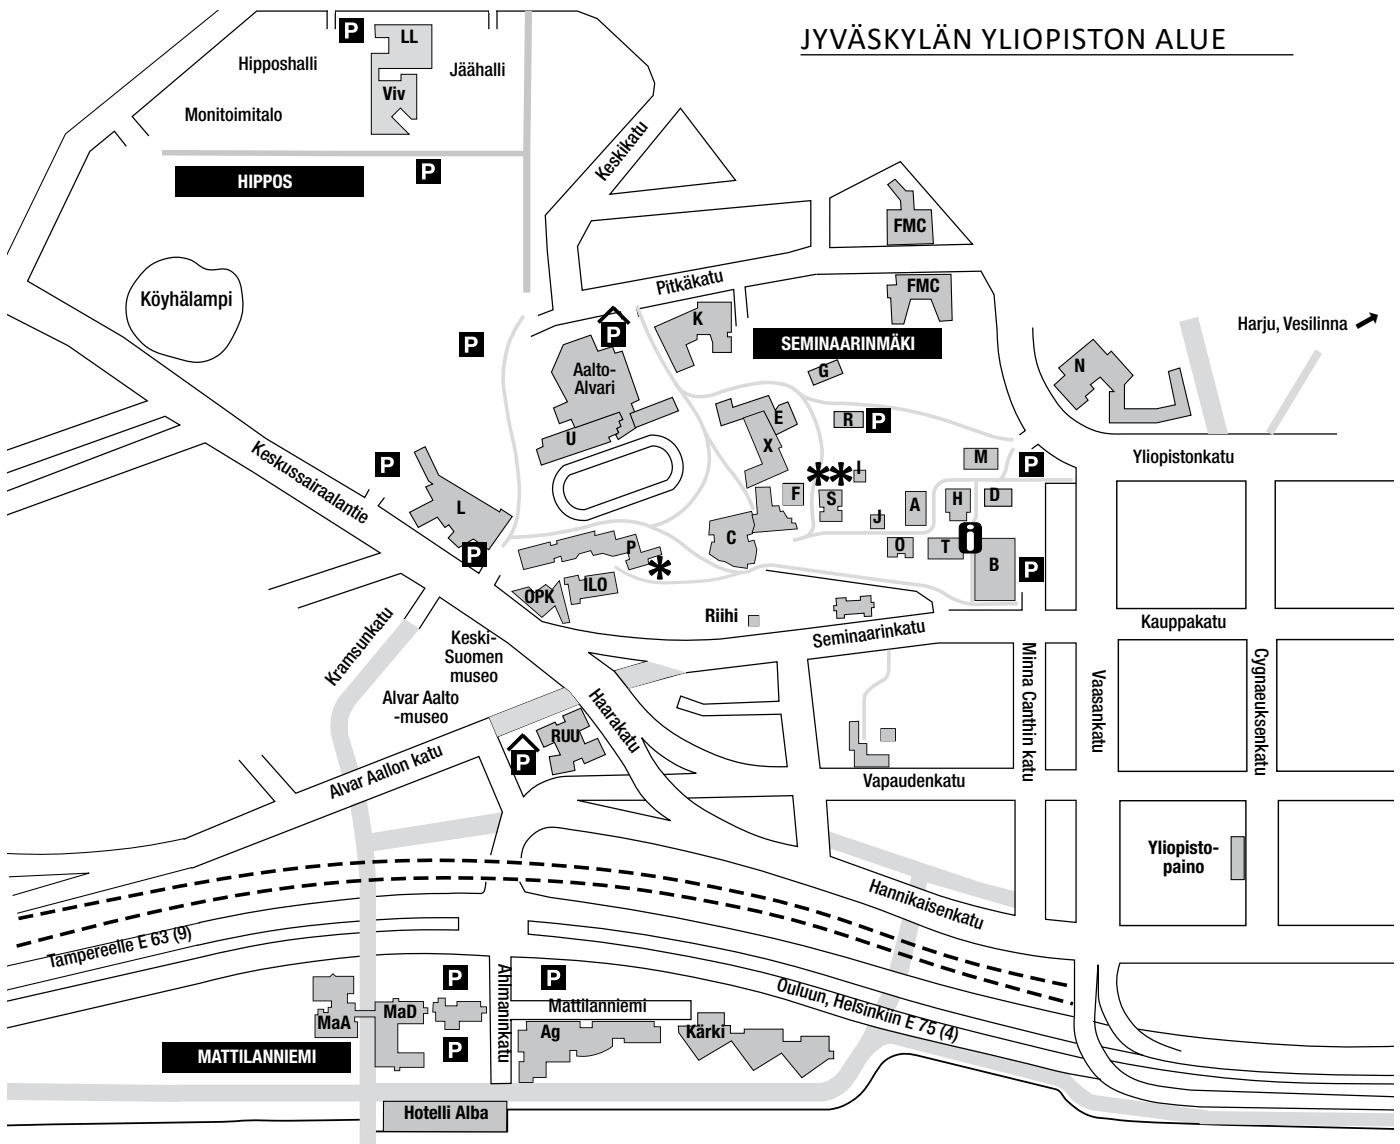 JYVÄSKYLÄN YLIOPISTON ALUE
P
LL
Hipposhalli
Jäähalli
Viv
Monitoimitalo
P
HIPPOS
Keskikatu
FMC
Köyhälampi
Pitkäkatu
FMC
K
P
P
SEMINAARINMÄKI
Harju, Vesilinna
Aalto-
Alvari
G
N
U
E
R
P
X
Keskussairaalantie
P
L
**
I
M
P
Yliopistonkatu
F
S
A
H
D
J
C
O
T
i
B
P
P
P
*
OPK
ILO
Riihi
Seminaarinkatu
Kauppakatu
Kramsunkatu
Keski-
Suomen
museo
Alvar Aalto
-museo
Haarakatu
Minna Canthin katu
Vaasankatu
Cygnaeuksenkatu
RUU
P
Alvar Aallon katu
Vapaudenkatu
Yliopisto-
paino
Hannikaisenkatu
Tampereelle E 63 (9)
P
Ahlmaninkatu
P
Mattilanniemi
Ouluun, Helsinkiin E 75 (4)
MaA
MaD
Ag
Kärki
P
MATTILANNIEMI
Hotelli Alba